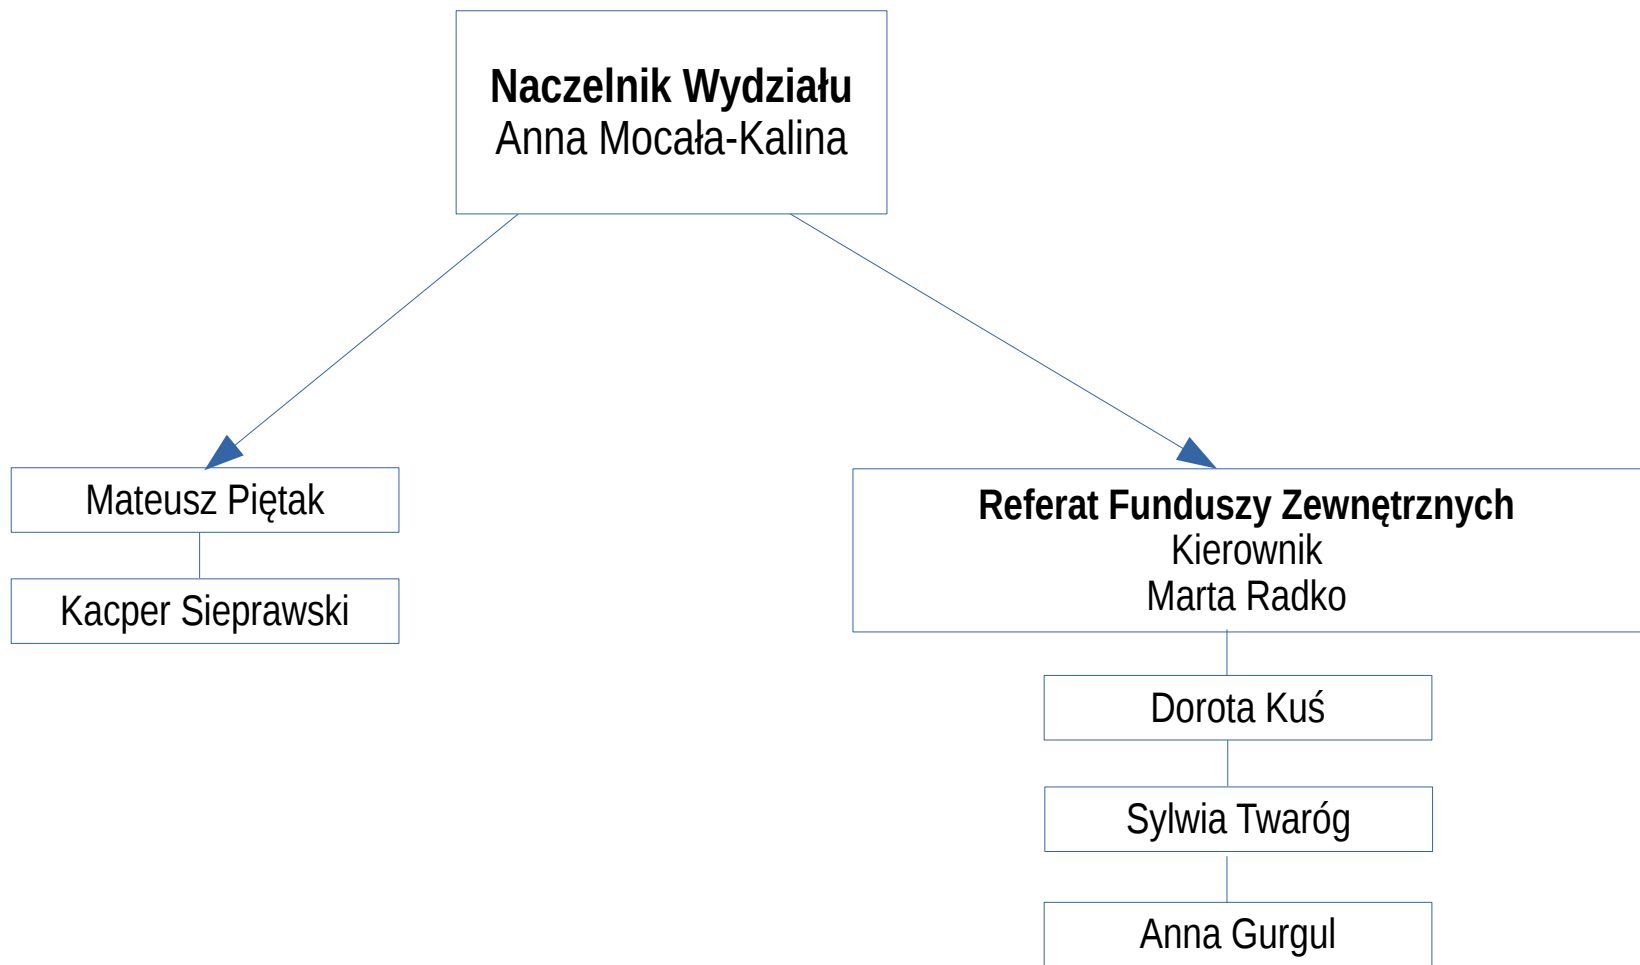 Naczelnik Wydziału
Anna Mocała-Kalina
Mateusz Piętak
Kacper Sieprawski
Referat Funduszy Zewnętrznych
Kierownik
Marta Radko
Dorota Kuś
Sylwia Twaróg
Anna Gurgul